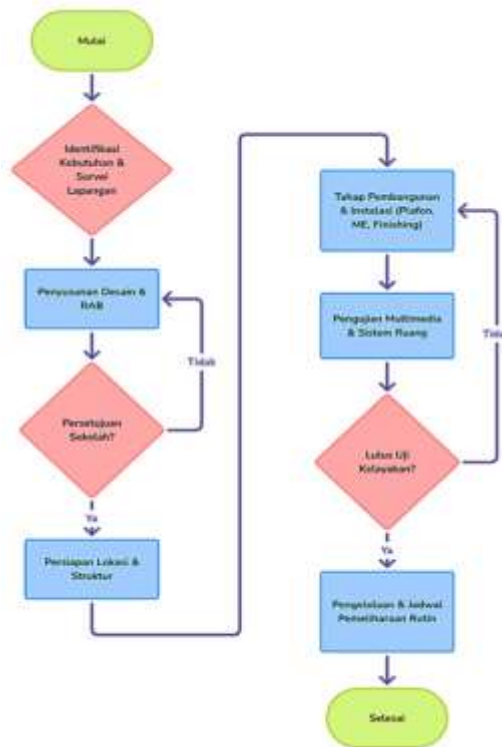 Mulai
Identifikasi
Kebutuhan &
Survei
Lapangan
Penyusunan Desain &
RAB
Tidak
Persetujuan
Sekolah?
Ya
Persiapan Lokasi &
Struktur
Tahap Pembangunan
& Instalasi (Plafon,
ME, Finishing)
Pengujian Multimedia
& Sistem Ruang
Lulus Uji
Kelayakan?
Ya
Pengelolaan & Jadwal
Pemeliharaan Rutin
Selesai